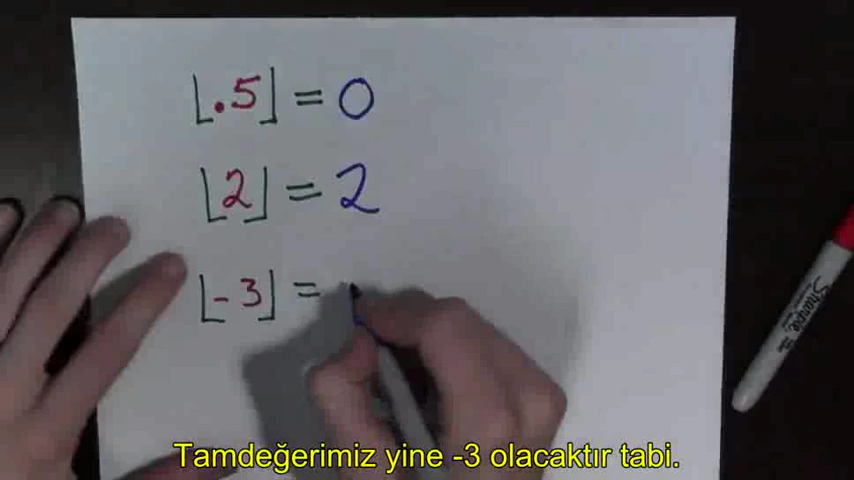 ⌊.5⌋ = 0
⌊2⌋ = 2
⌊-3⌋ =
Sharpie
Tamdeğerimiz yine -3 olacaktır tabi.